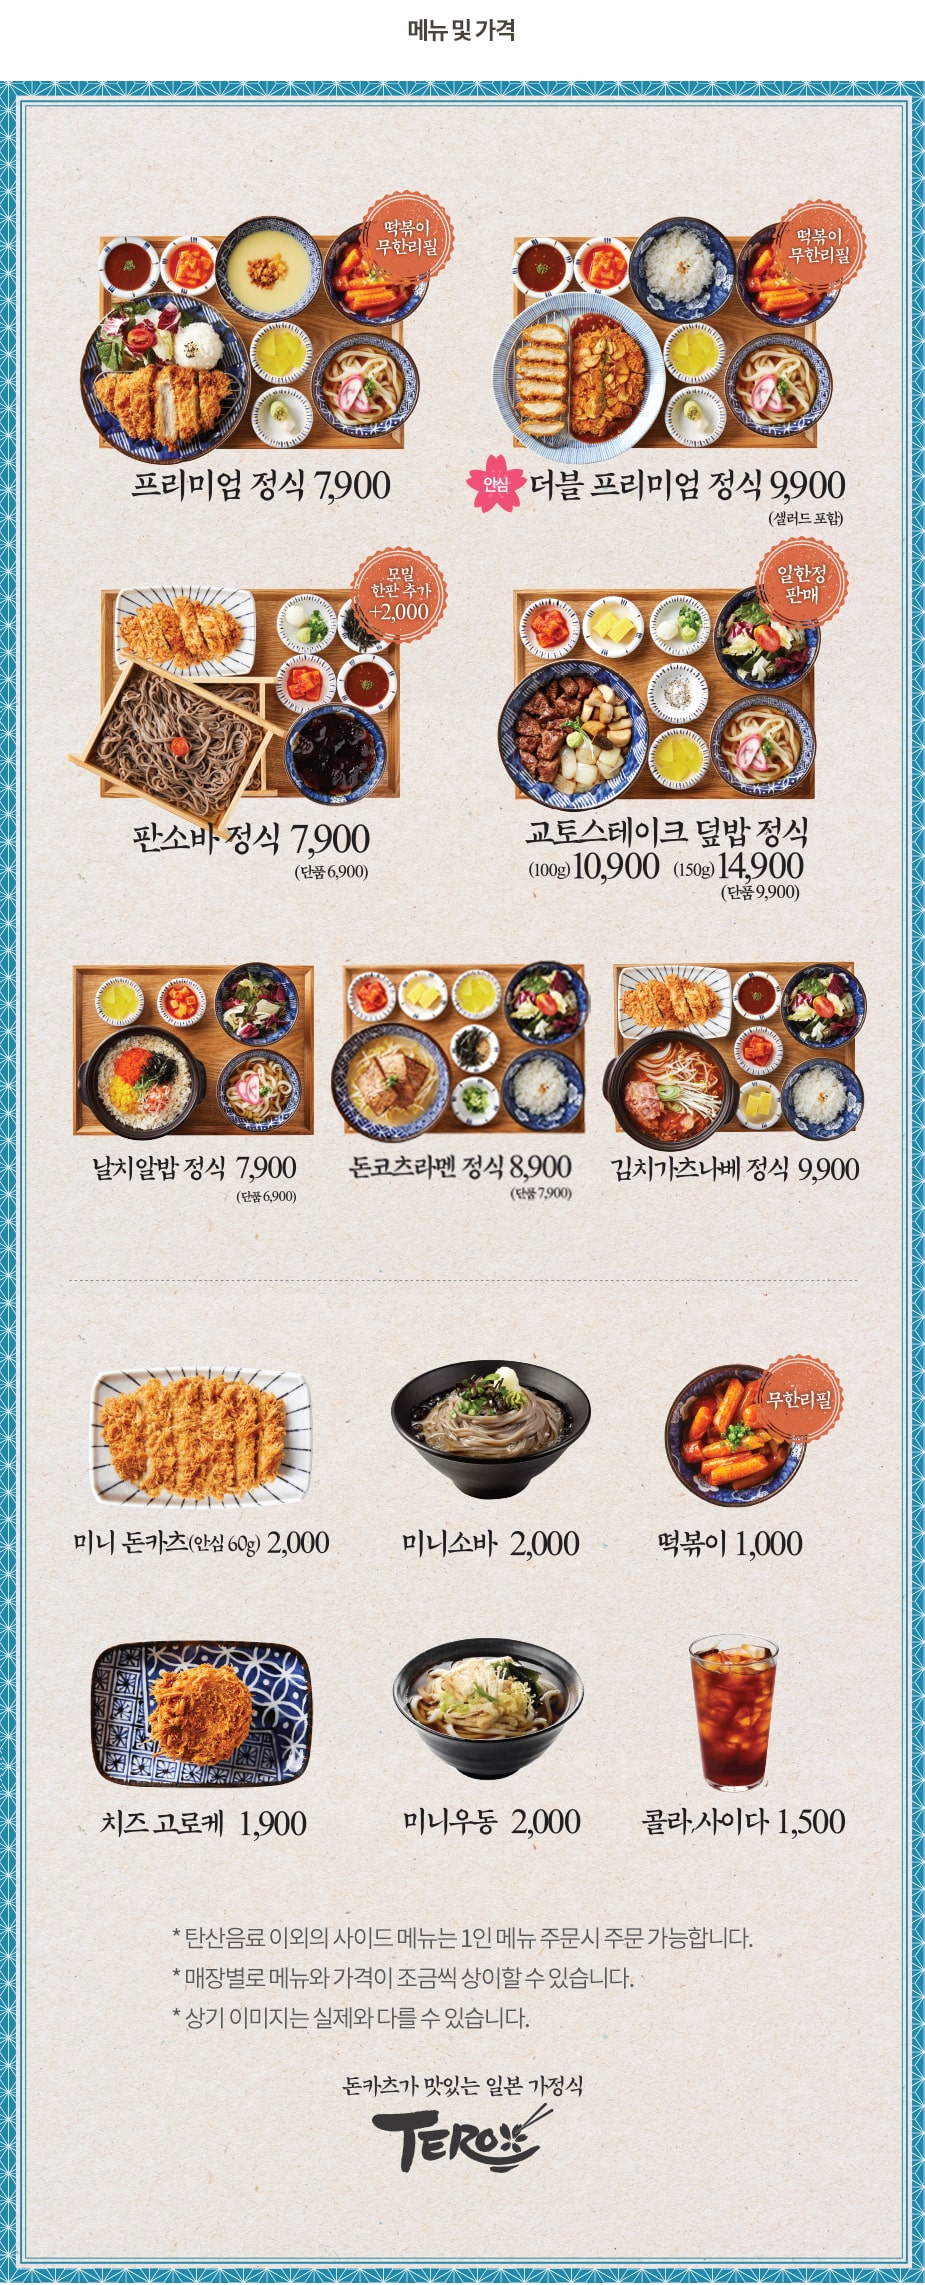 메뉴 및 가격
떡볶이
무한리필
떡볶이
무한리필
프리미엄 정식 7,900
안심 더블 프리미엄 정식 9,900
(샐러드 포함)
모밀
한판 추가
+2,000
일한정
판매
판소바 정식 7,900
(단품 6,900)
교토스테이크 덮밥 정식
(100g) 10,900 (150g) 14,900
(단품 9,900)
날치알밥 정식 7,900
(단품 6,900)
돈코츠라멘 정식 8,900
(단품 7,900)
김치가츠나베 정식 9,900
무한리필
미니 돈카츠(안심 60g) 2,000
미니소바 2,000
떡볶이 1,000
치즈 고로케 1,900
미니우동 2,000
콜라,사이다 1,500
* 탄산음료 이외의 사이드 메뉴는 1인 메뉴 주문시 주문 가능합니다.
* 매장별로 메뉴와 가격이 조금씩 상이할 수 있습니다.
* 상기 이미지는 실제와 다를 수 있습니다.
돈카츠가 맛있는 일본 가정식
TERO